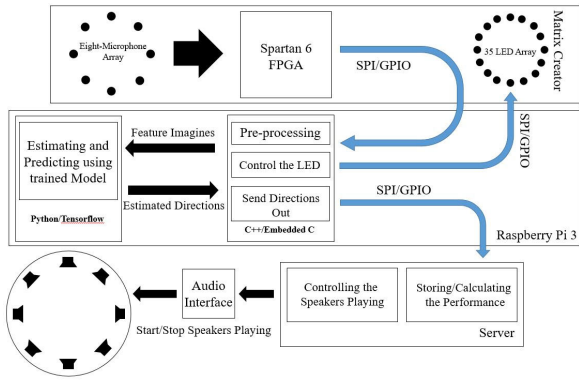 Eight-Microphone
Array
Spartan 6
FPGA
SPI/GPIO
35 LED Array
Matrix Creator
Estimating and
Predicting using
trained Model
Python/Tensorflow
Feature Imagines
Estimated Directions
Pre-processing
Control the LED
Send Directions
Out
C++/Embedded C
SPI/GPIO
SPI/GPIO
Raspberry Pi 3
Audio
Interface
Start/Stop Speakers Playing
Controlling the
Speakers Playing
Storing/Calculating
the Performance
Server